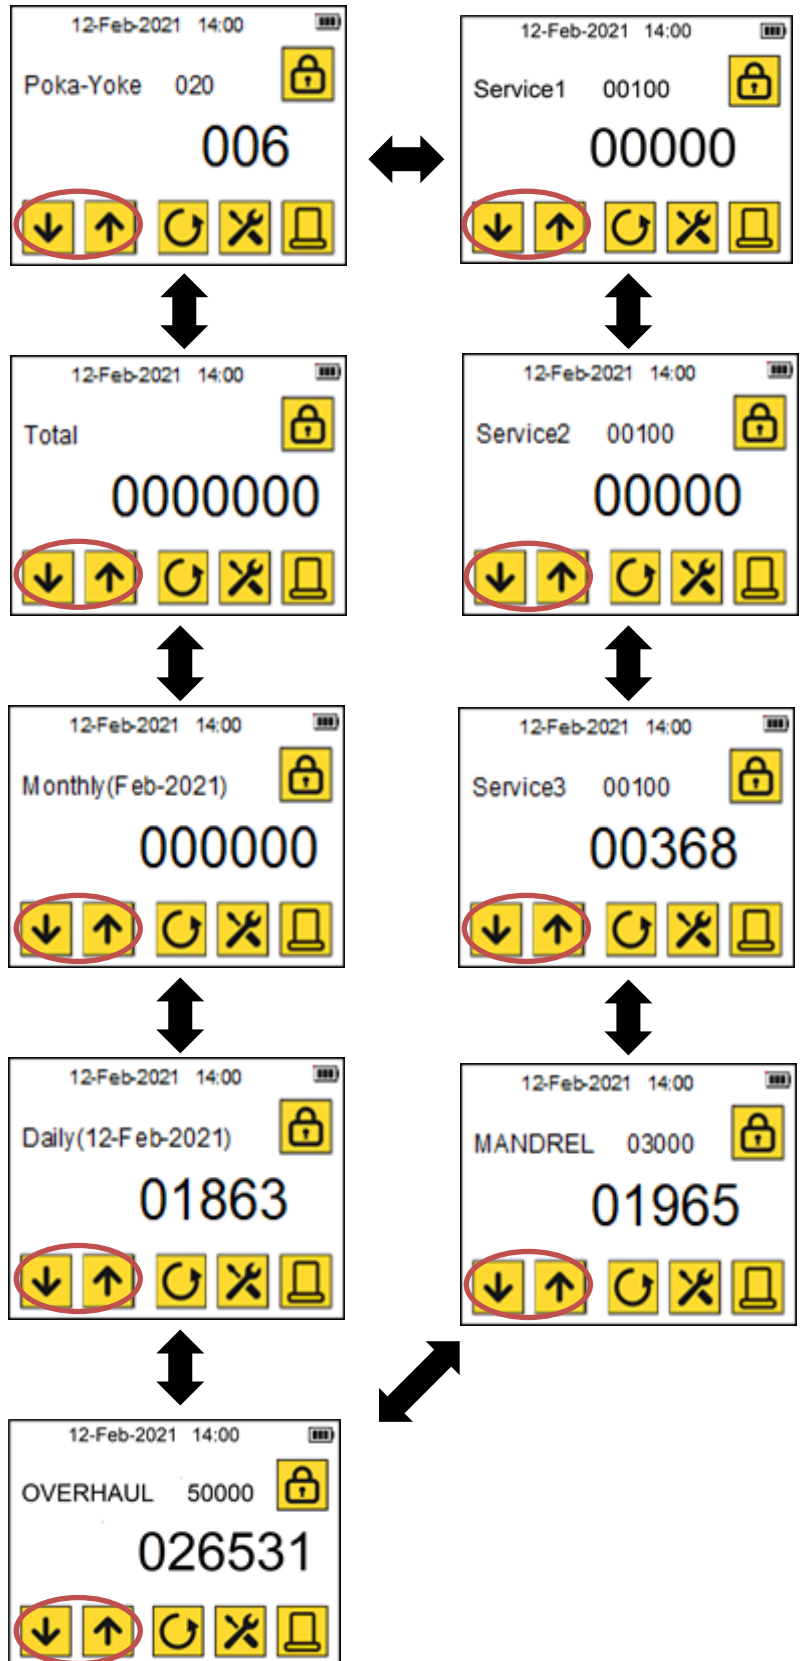 12-Feb-2021 14:00
Poka-Yoke 020
006
12-Feb-2021 14:00
Service1 00100
00000
12-Feb-2021 14:00
Total
0000000
12-Feb-2021 14:00
Service2 00100
00000
12-Feb-2021 14:00
Monthly(Feb-2021)
000000
12-Feb-2021 14:00
Service3 00100
00368
12-Feb-2021 14:00
Daily(12-Feb-2021)
01863
12-Feb-2021 14:00
MANDREL 03000
01965
12-Feb-2021 14:00
OVERHAUL 50000
026531